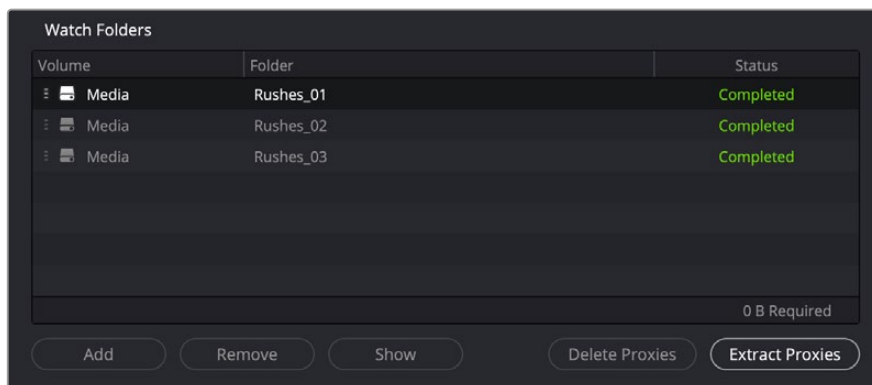 Watch Folders
Volume Folder Status
Media Rushes_01 Completed
Media Rushes_02 Completed
Media Rushes_03 Completed
0 B Required
Add Remove Show Delete Proxies Extract Proxies